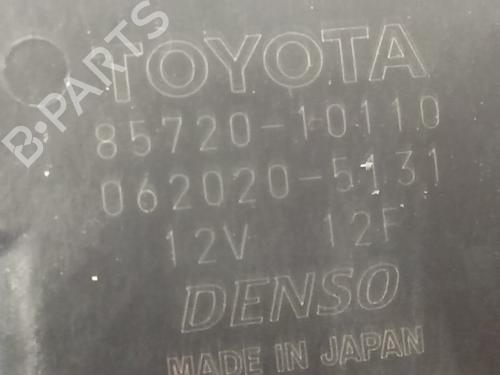 TOYOTA
85720-10110
062020-5131
12V 12F
DENSO
MADE IN JAPAN
B-PARTS